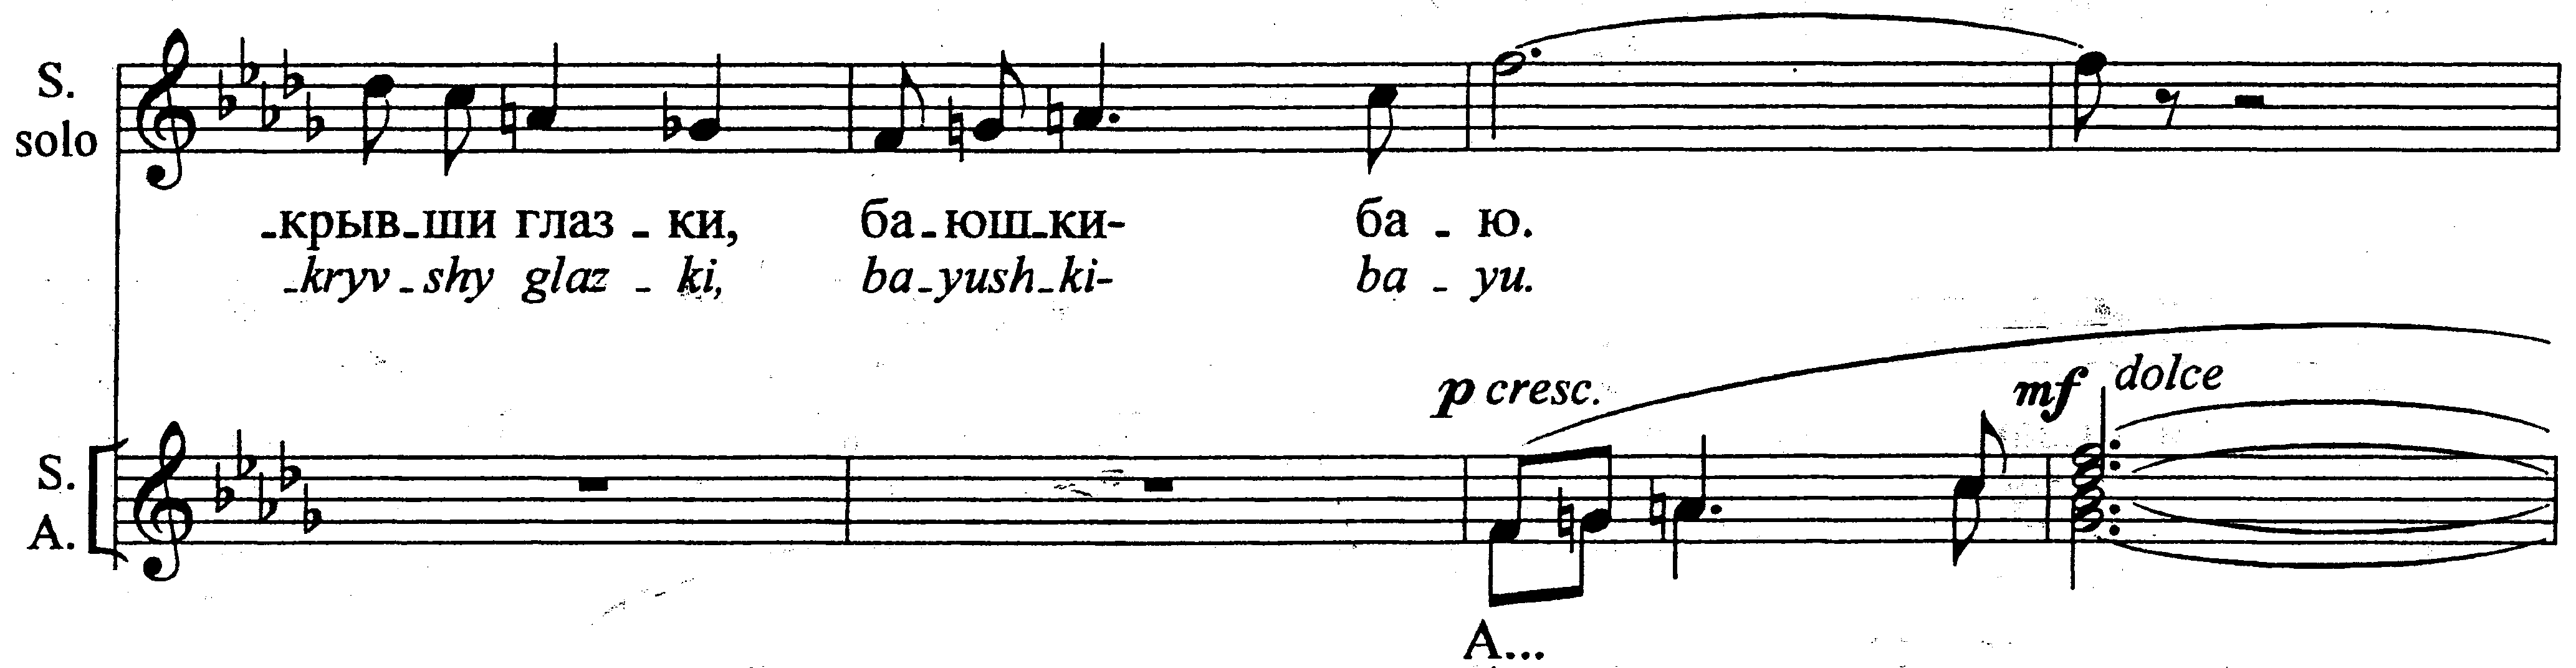 S.
solo
-крыв-ши глаз - ки, ба-юш-ки- ба - ю.
-kryv-shy glaz - ki, ba-yush-ki- ba - yu.
p cresc.
mf dolce
S.
A.
A...